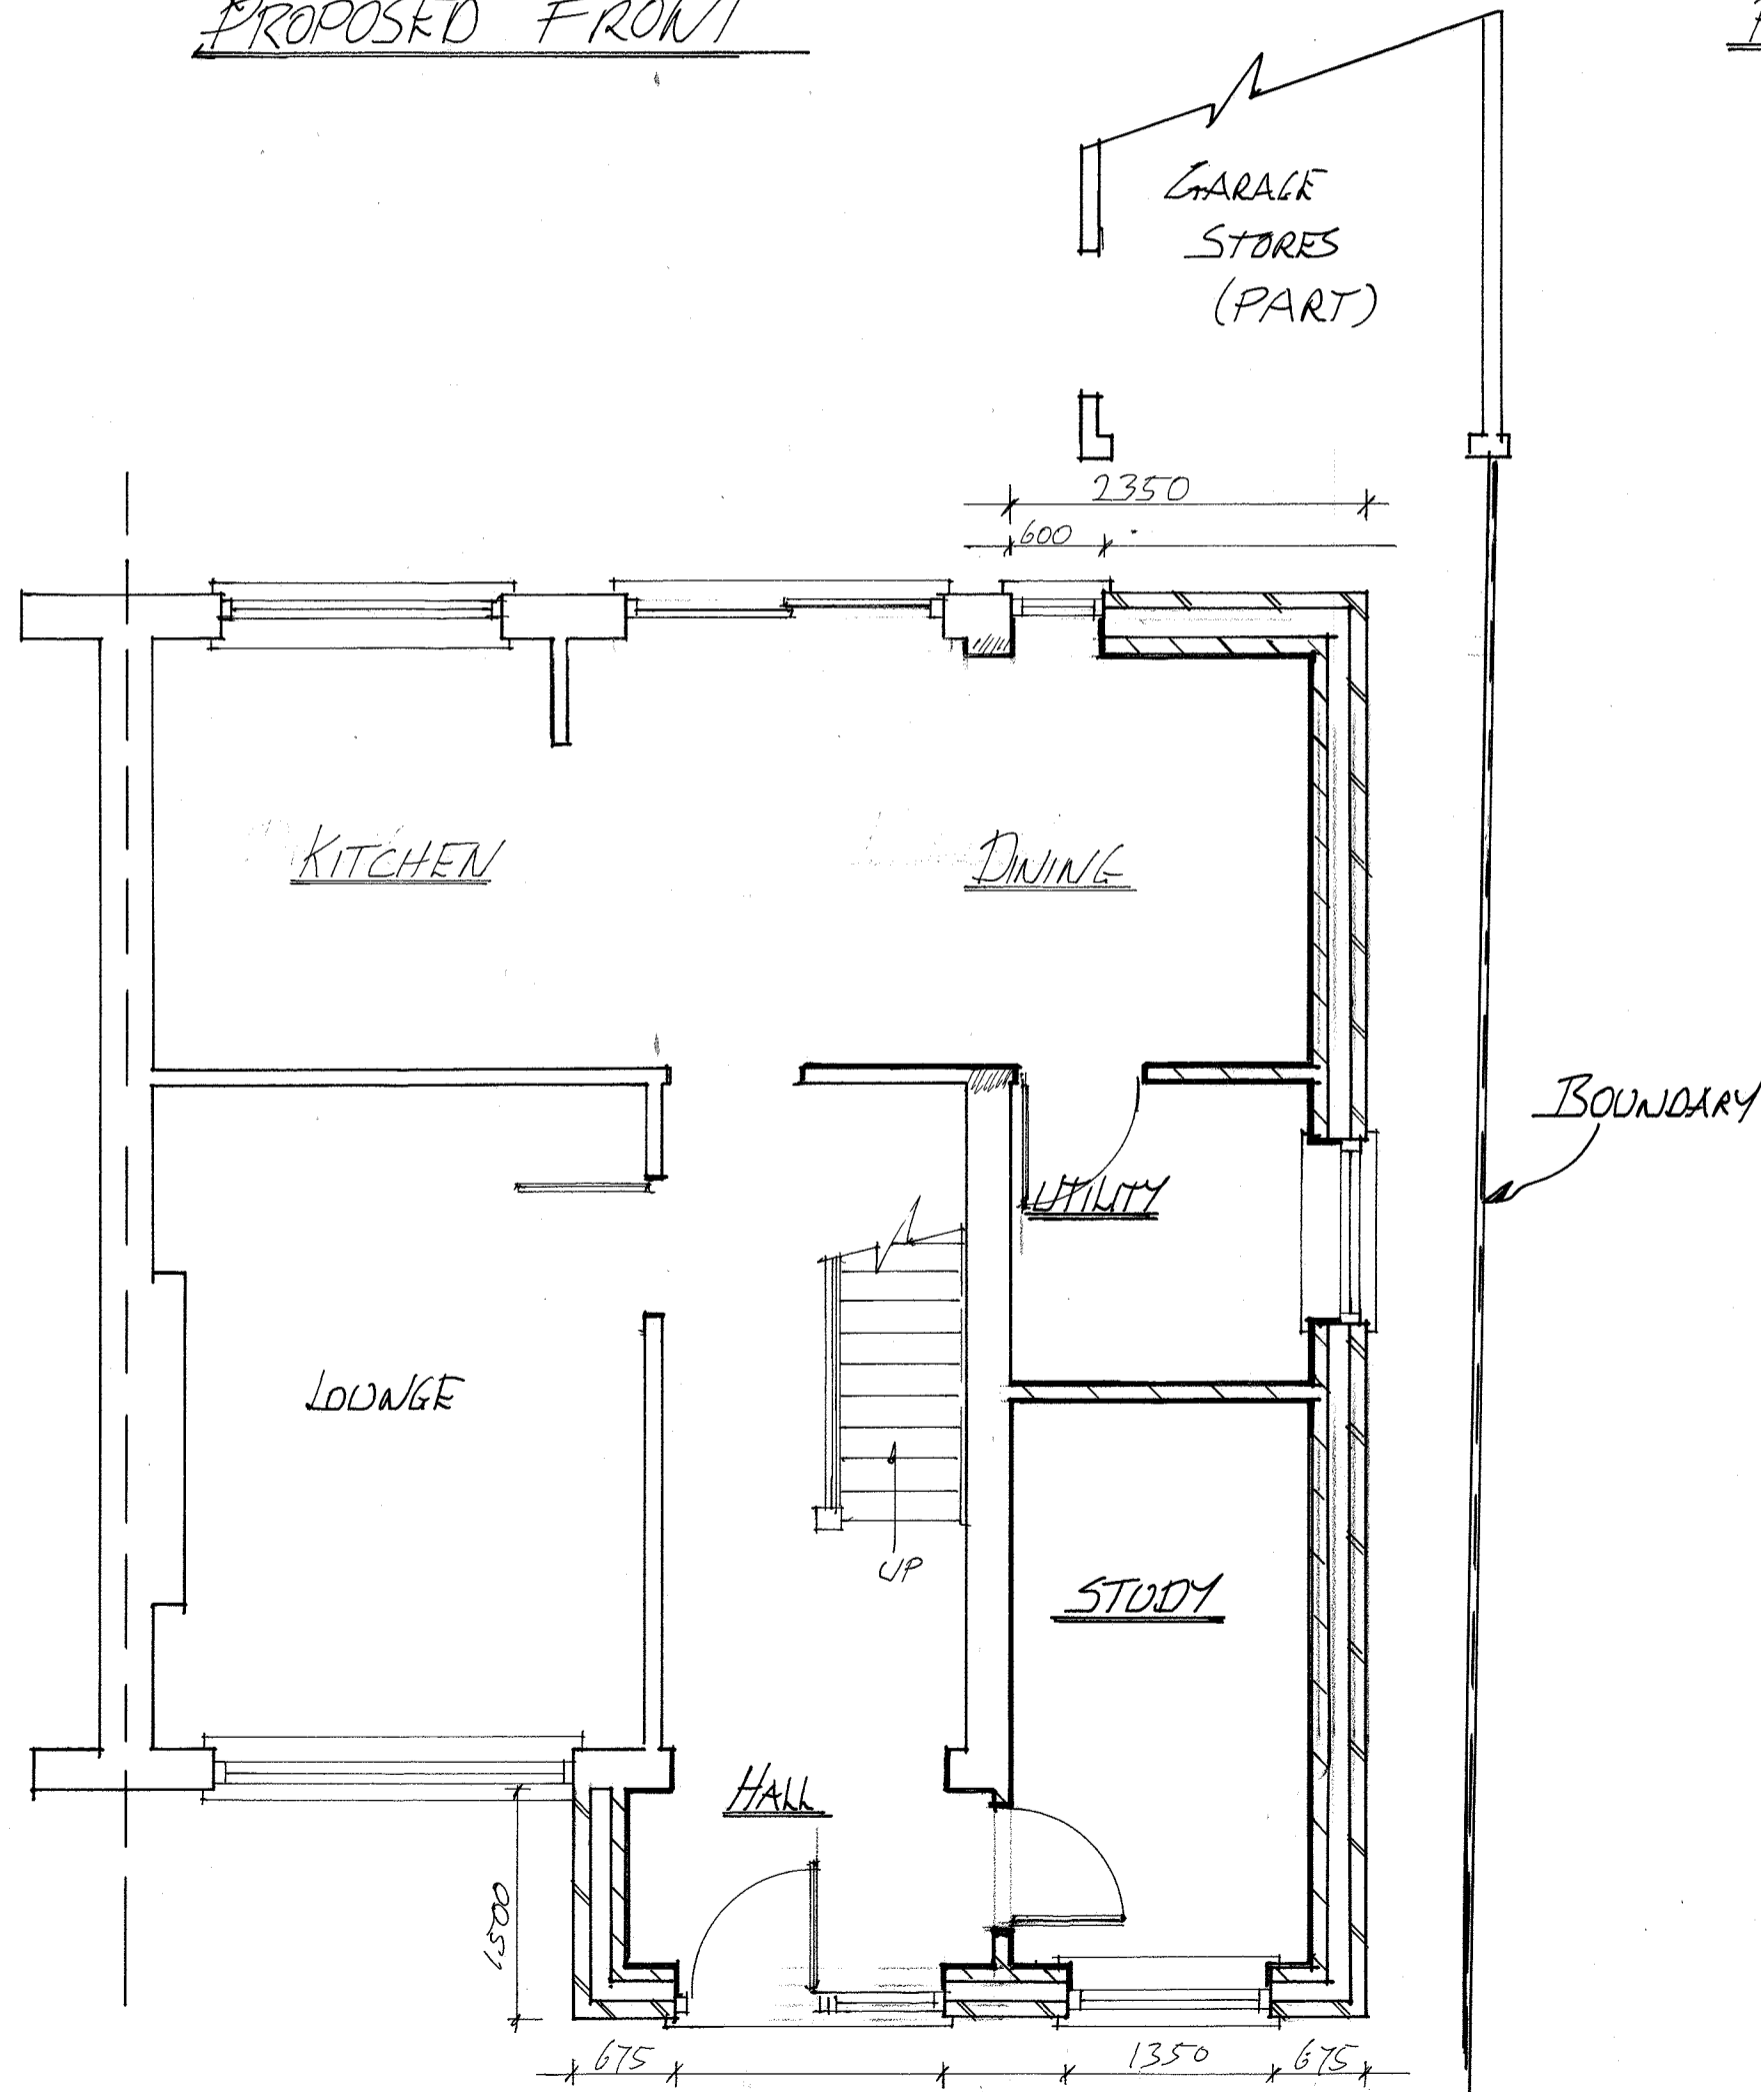 PROPOSED FRONT
GARAGE
STORES
(PART)
2350
600
KITCHEN
DINING
BOUNDARY
UTILITY
LOUNGE
UP
STUDY
HALL
1500
675
1350
675